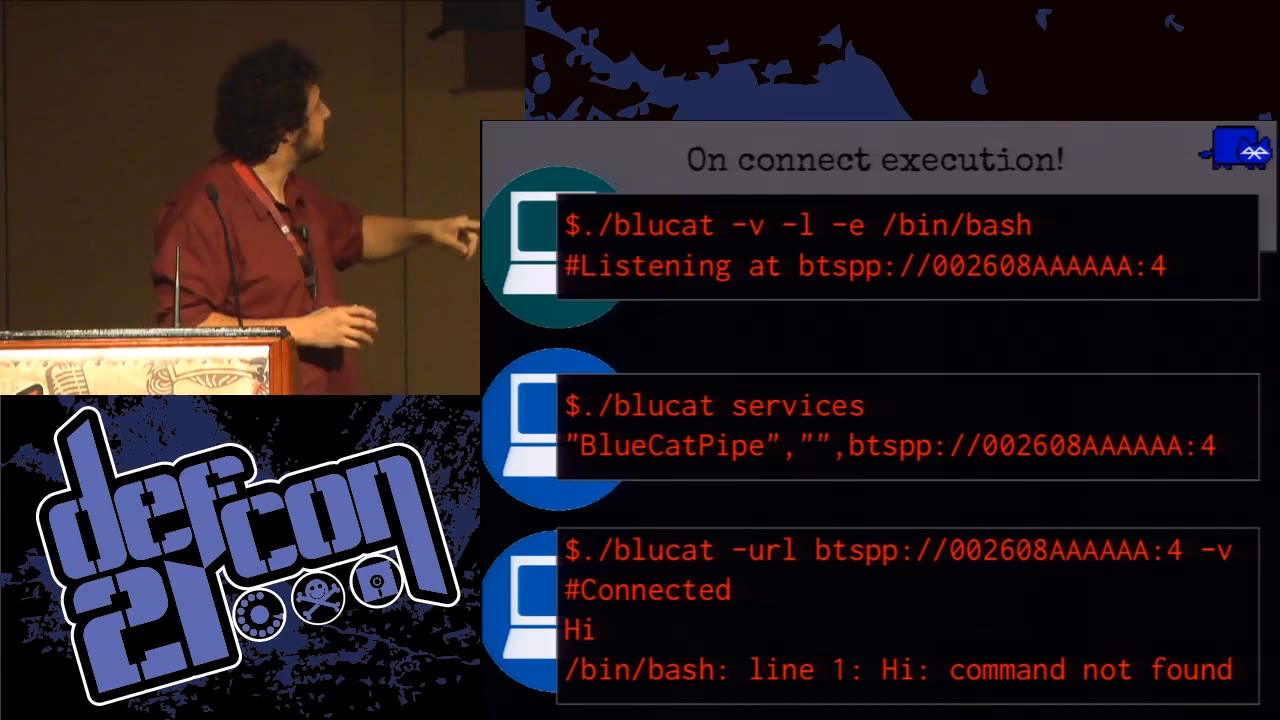 On connect execution!
$./blucat -v -l -e /bin/bash
#Listening at btspp://002608AAAAAA:4
$./blucat services
"BlueCatPipe","",btspp://002608AAAAAA:4
$./blucat -url btspp://002608AAAAAA:4 -v
#Connected
Hi
/bin/bash: line 1: Hi: command not found
defcon
21